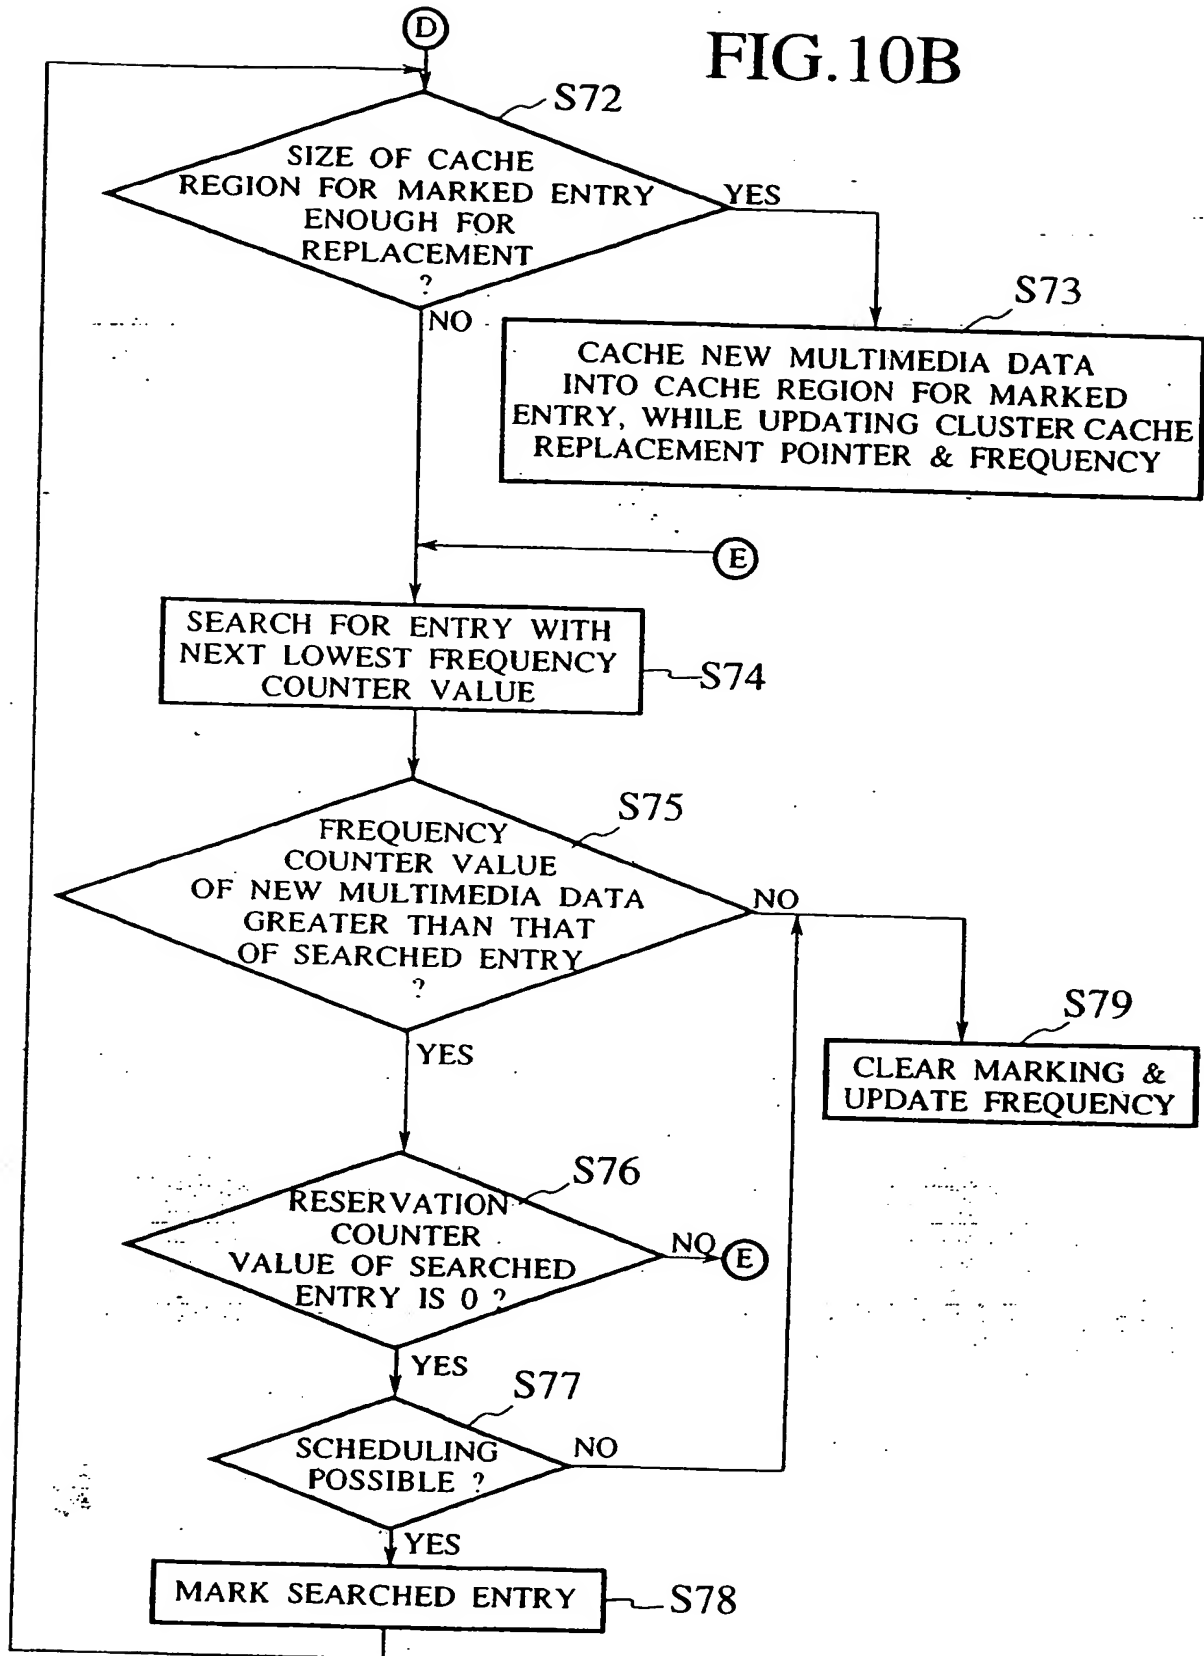 D
FIG.10B
S72
SIZE OF CACHE
REGION FOR MARKED ENTRY
ENOUGH FOR
REPLACEMENT
?
YES
NO
S73
CACHE NEW MULTIMEDIA DATA
INTO CACHE REGION FOR MARKED
ENTRY, WHILE UPDATING CLUSTER CACHE
REPLACEMENT POINTER & FREQUENCY
E
SEARCH FOR ENTRY WITH
NEXT LOWEST FREQUENCY
COUNTER VALUE
S74
S75
FREQUENCY
COUNTER VALUE
OF NEW MULTIMEDIA DATA
GREATER THAN THAT
OF SEARCHED ENTRY
?
NO
YES
S79
CLEAR MARKING &
UPDATE FREQUENCY
S76
RESERVATION
COUNTER
VALUE OF SEARCHED
ENTRY IS 0 ?
NO
E
YES
S77
SCHEDULING
POSSIBLE ?
NO
YES
MARK SEARCHED ENTRY
S78